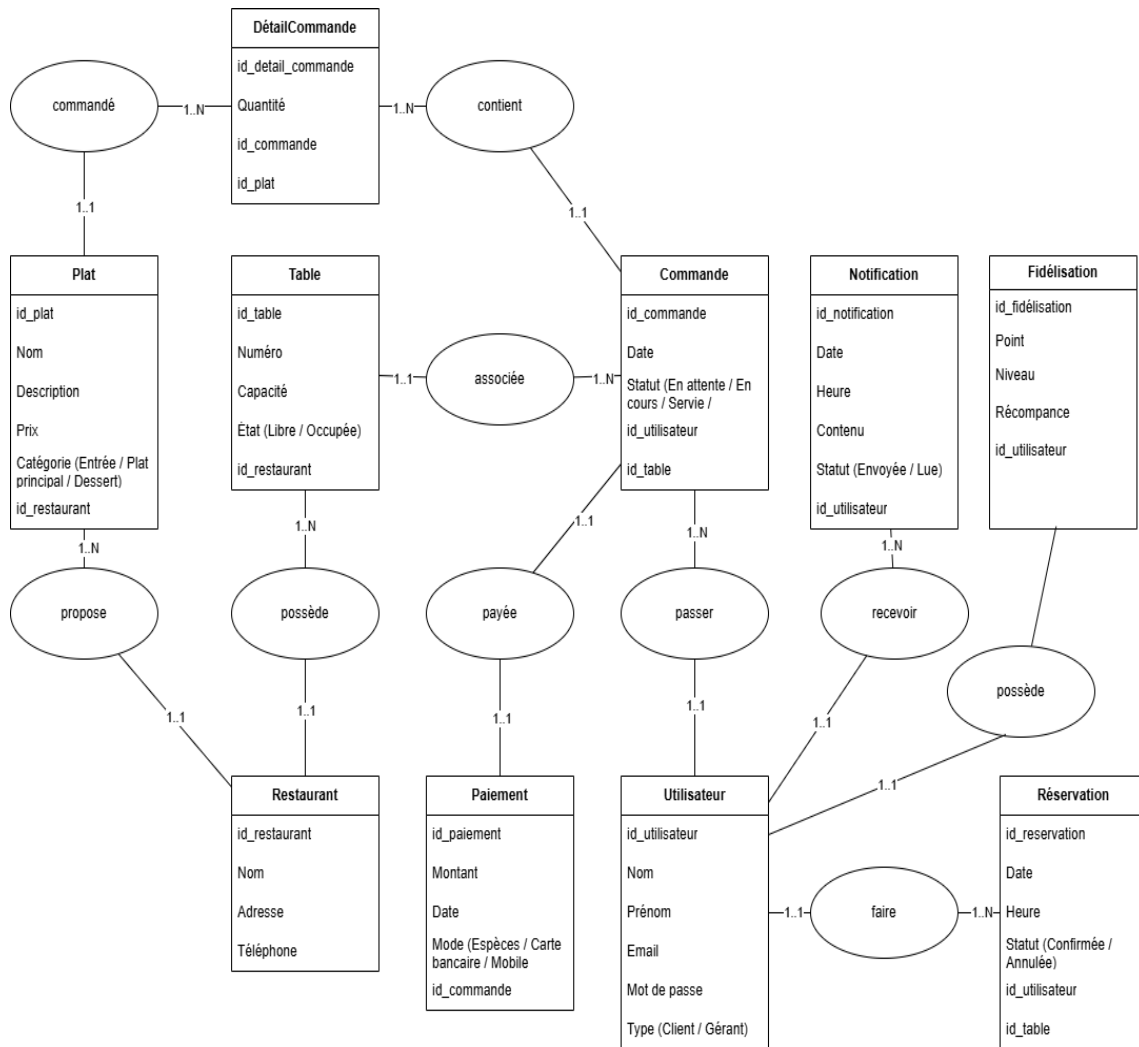 DétailCommande
id_detail_commande
Quantité
id_commande
id_plat
commandé
contient
1..N
1..N
1..1
1..1
Plat
id_plat
Nom
Description
Prix
Catégorie (Entrée / Plat
principal / Dessert)
id_restaurant
Table
id_table
Numéro
Capacité
État (Libre / Occupée)
id_restaurant
associée
1..1
1..N
Commande
id_commande
Date
Statut (En attente / En
cours / Servie /
id_utilisateur
id_table
Notification
id_notification
Date
Heure
Contenu
Statut (Envoyée / Lue)
id_utilisateur
Fidélisation
id_fidélisation
Point
Niveau
Récompance
id_utilisateur
1..N
1..N
1..1
1..N
1..N
propose
possède
payée
passer
recevoir
possède
1..1
1..1
1..1
1..1
1..1
1..1
Restaurant
id_restaurant
Nom
Adresse
Téléphone
Paiement
id_paiement
Montant
Date
Mode (Espèces / Carte
bancaire / Mobile
id_commande
Utilisateur
id_utilisateur
Nom
Prénom
Email
Mot de passe
Type (Client / Gérant)
1..1
faire
1..N
Réservation
id_reservation
Date
Heure
Statut (Confirmée /
Annulée)
id_utilisateur
id_table